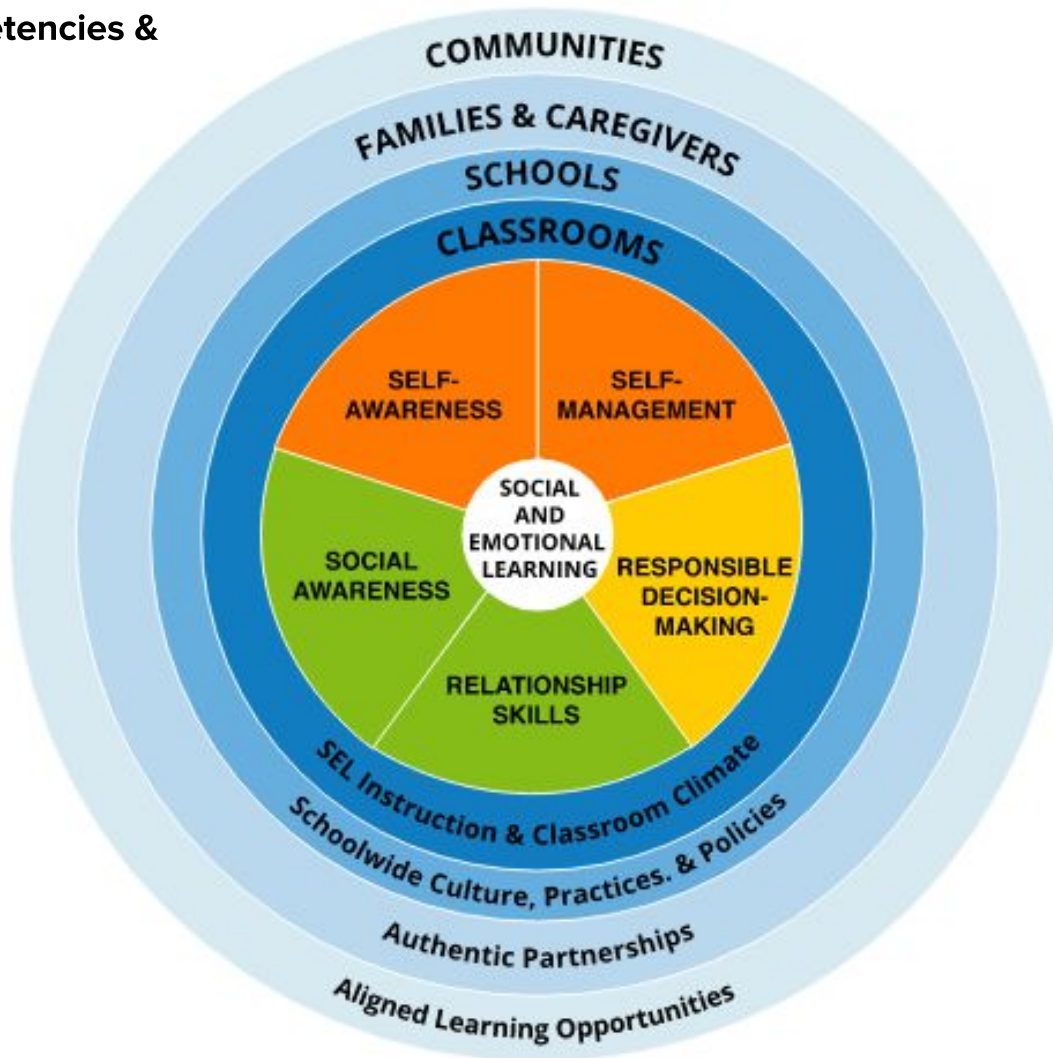 etencies &
COMMUNITIES
FAMILIES & CAREGIVERS
SCHOOLS
CLASSROOMS
SELF-
AWARENESS
SELF-
MANAGEMENT
SOCIAL
AND
EMOTIONAL
LEARNING
SOCIAL
AWARENESS
RESPONSIBLE
DECISION-
MAKING
RELATIONSHIP
SKILLS
SEL Instruction & Classroom Climate
Schoolwide Culture, Practices. & Policies
Authentic Partnerships
Aligned Learning Opportunities